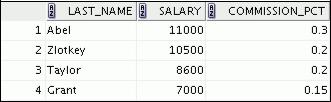 LAST_NAME SALARY COMMISSION_PCT
1 Abel 11000 0.3
2 Zlotkey 10500 0.2
3 Taylor 8600 0.2
4 Grant 7000 0.15